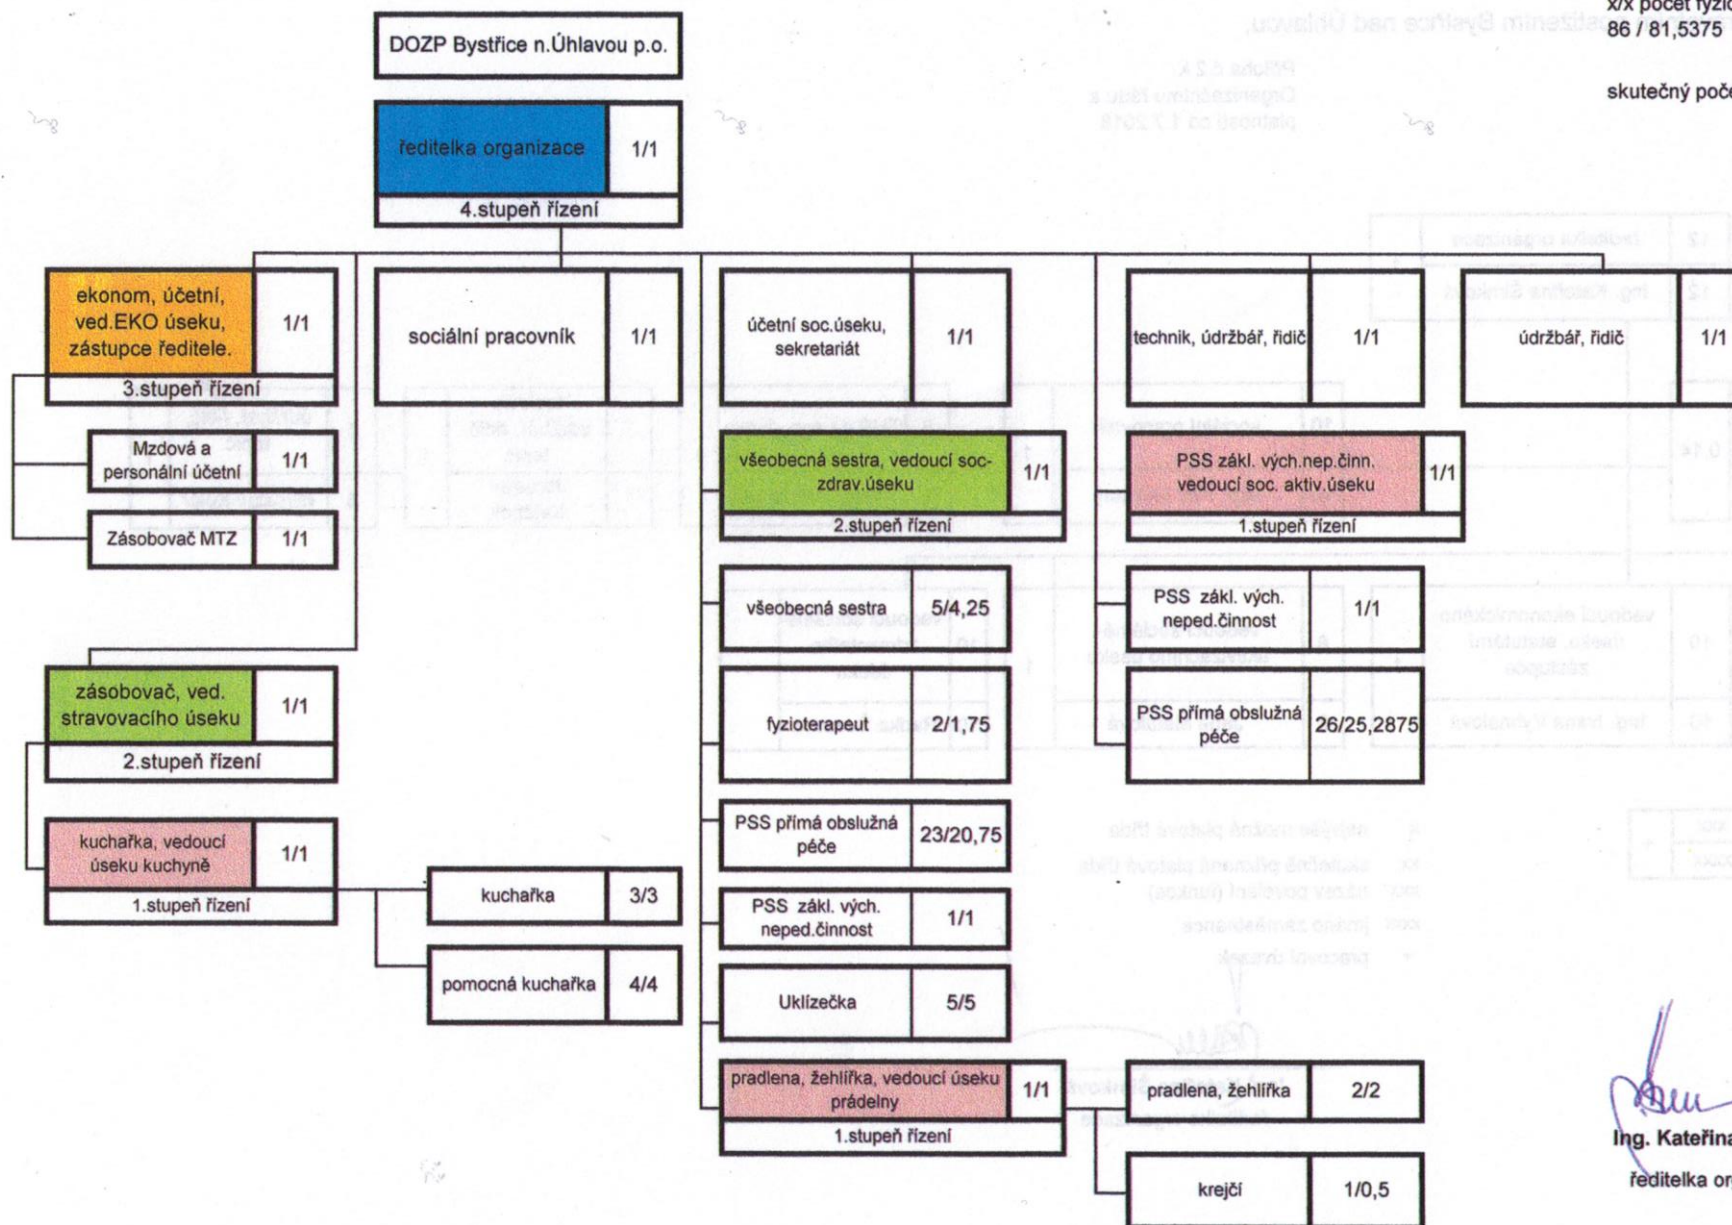 x/x počet fyzic
86 / 81,5375
skutečný poče
DOZP Bystřice n.Úhlavou p.o.
ředitelka organizace 1/1
4.stupeň řízení
ekonom, účetní,
ved.EKO úseku,
zástupce ředitele.
1/1
3.stupeň řízení
sociální pracovník 1/1
účetní soc.úseku,
sekretariát
1/1
technik, údržbář, řidič 1/1
údržbář, řidič 1/1
Mzdová a
personální účetní
1/1
Zásobovač MTZ 1/1
všeobecná sestra, vedoucí soc-
zdrav.úseku
1/1
2.stupeň řízení
PSS zákl. vých.nep.činn.
vedoucí soc. aktiv.úseku
1/1
1.stupeň řízení
všeobecná sestra 5/4,25
PSS zákl. vých.
neped.činnost
1/1
zásobovač, ved.
stravovacího úseku
1/1
2.stupeň řízení
fyzioterapeut 2/1,75
PSS přímá obslužná
péče
26/25,2875
kuchařka, vedoucí
úseku kuchyně
1/1
1.stupeň řízení
PSS přímá obslužná
péče
23/20,75
kuchařka 3/3
PSS zákl. vých.
neped.činnost
1/1
pomocná kuchařka 4/4
Uklízečka 5/5
pradlena, žehlířka, vedoucí úseku
prádelny
1/1
1.stupeň řízení
pradlena, žehlířka 2/2
krejčí 1/0,5
Ing. Kateřina
ředitelka org